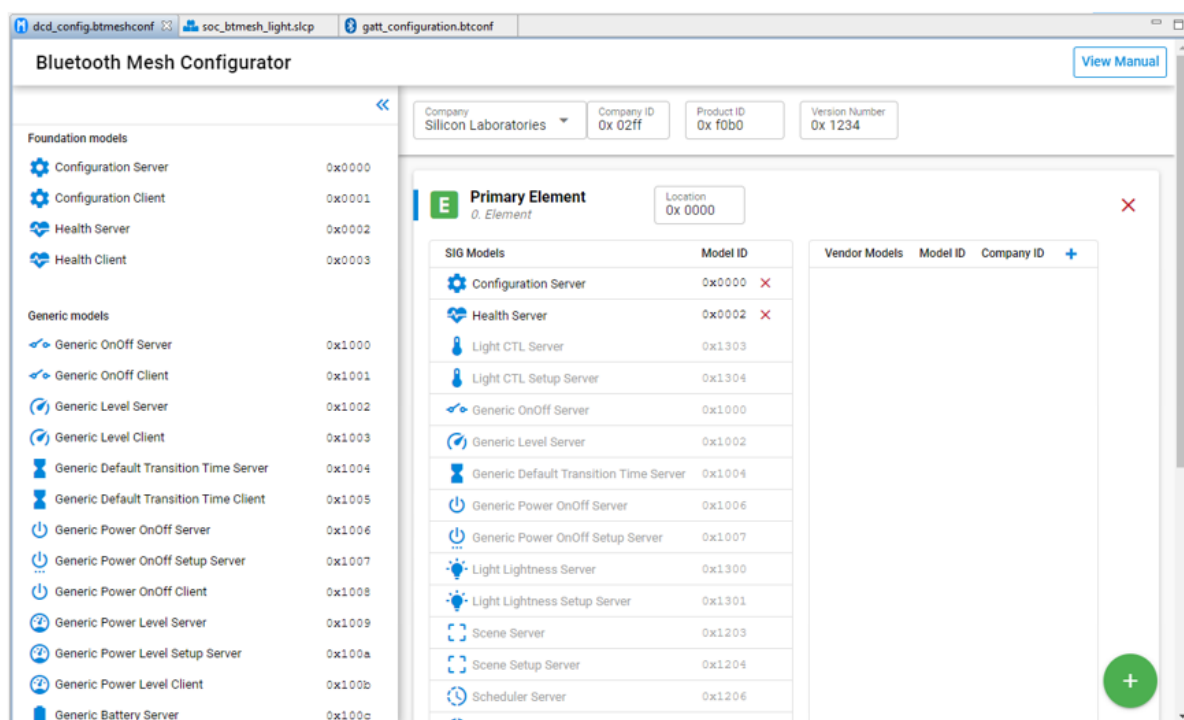 dcd_config.btmeshconf soc_btmesh_light.slcp gatt_configuration.btconf
Bluetooth Mesh Configurator
View Manual
Foundation models
Configuration Server 0x0000
Configuration Client 0x0001
Health Server 0x0002
Health Client 0x0003
Generic models
Generic OnOff Server 0x1000
Generic OnOff Client 0x1001
Generic Level Server 0x1002
Generic Level Client 0x1003
Generic Default Transition Time Server 0x1004
Generic Default Transition Time Client 0x1005
Generic Power OnOff Server 0x1006
Generic Power OnOff Setup Server 0x1007
Generic Power OnOff Client 0x1008
Generic Power Level Server 0x1009
Generic Power Level Setup Server 0x100a
Generic Power Level Client 0x100b
Generic Battery Server 0x100c
Company Company ID Product ID Version Number
Silicon Laboratories 0x 02ff 0x f0b0 0x 1234
E Primary Element
0. Element
Location
0x 0000
SIG Models Model ID
Configuration Server 0x0000
Health Server 0x0002
Light CTL Server 0x1303
Light CTL Setup Server 0x1304
Generic OnOff Server 0x1000
Generic Level Server 0x1002
Generic Default Transition Time Server 0x1004
Generic Power OnOff Server 0x1006
Generic Power OnOff Setup Server 0x1007
Light Lightness Server 0x1300
Light Lightness Setup Server 0x1301
Scene Server 0x1203
Scene Setup Server 0x1204
Scheduler Server 0x1206
Vendor Models Model ID Company ID +
+